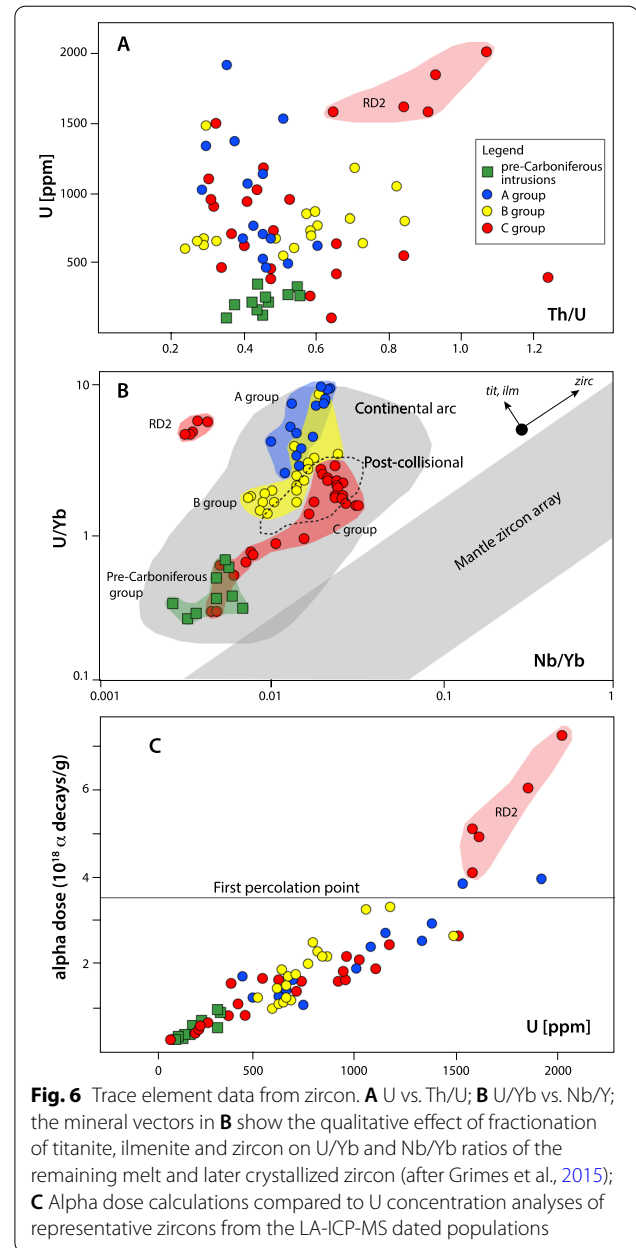 A
2000
1500
1000
500
U [ppm]
RD2
Legend
pre-Carboniferous
intrusions
A group
B group
C group
Th/U
0.2
0.4
0.6
0.8
1.0
1.2
B
10
1
0.1
U/Yb
A group
RD2
tit, ilm
zirc
Continental arc
Post-collisional
B group
C group
Mantle zircon array
Pre-Carboniferous
group
Nb/Yb
0.001
0.01
0.1
1
C
6
4
2
alpha dose (10¹⁸ α decays/g)
RD2
First percolation point
U [ppm]
0
500
1000
1500
2000
Fig. 6 Trace element data from zircon. A U vs. Th/U; B U/Yb vs. Nb/Y;
the mineral vectors in B show the qualitative effect of fractionation
of titanite, ilmenite and zircon on U/Yb and Nb/Yb ratios of the
remaining melt and later crystallized zircon (after Grimes et al., 2015);
C Alpha dose calculations compared to U concentration analyses of
representative zircons from the LA-ICP-MS dated populations